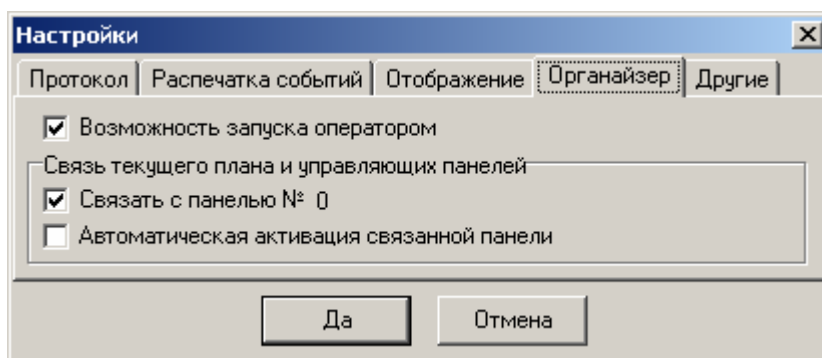 Настройки
Протокол Распечатка событий Отображение Органайзер Другие
Возможность запуска оператором
Связь текущего плана и управляющих панелей
Связать с панелью № 0
Автоматическая активация связанной панели
Да Отмена